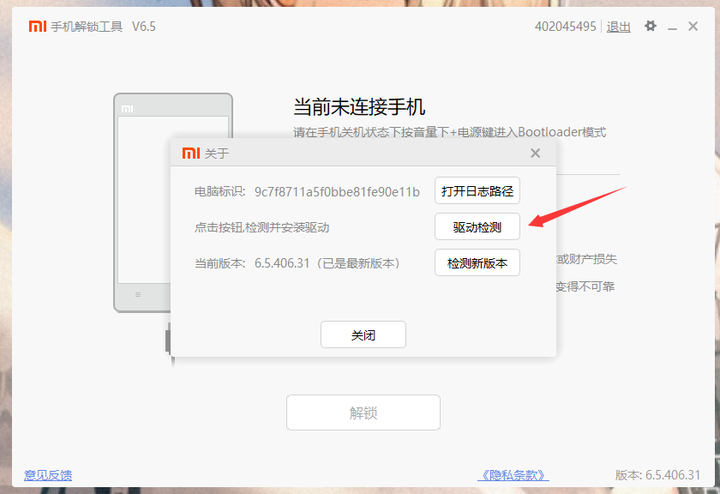 mi 手机解锁工具 V6.5
402045495 退出
mi
当前未连接手机
请在手机关机状态下按音量下+电源键进入Bootloader模式
mi 关于
电脑标识: 9c7f8711a5f0bbe81fe90e11b 打开日志路径
点击按钮,检测并安装驱动 驱动检测
当前版本: 6.5.406.31（已是最新版本） 检测新版本
关闭
或财产损失
变得不可靠
解锁
意见反馈
《隐私条款》
版本: 6.5.406.31